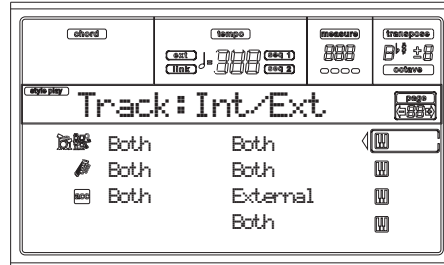 chord tempo measure transpose
ext seq 1
link seq 2
octave
style play
Track:Int/Ext
page
Both Both
Both Both
acc Both External
Both